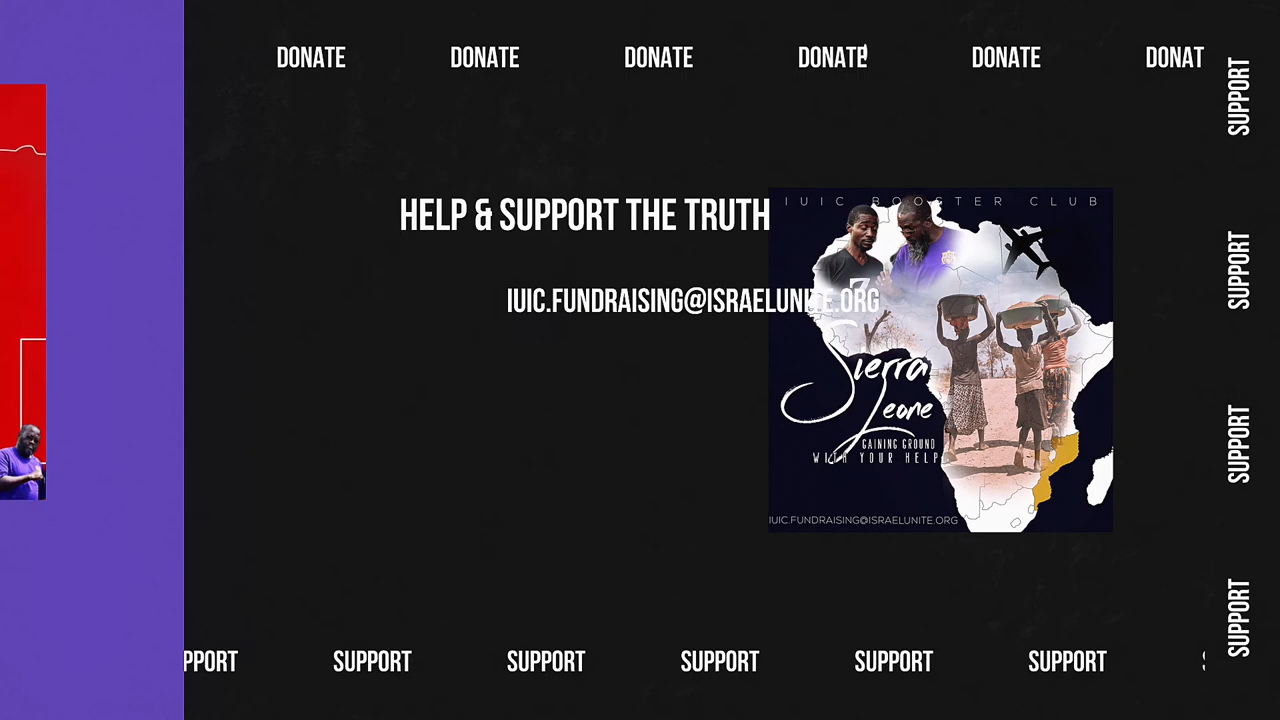 DONATE DONATE DONATE DONATE DONATE DONAT
SUPPORT
SUPPORT
SUPPORT
SUPPORT
HELP & SUPPORT THE TRUTH
IUIC.FUNDRAISING@ISRAELUNITE.ORG
IUIC BOOSTER CLUB
Sierra
Leone
GAINING GROUND
WITH YOUR HELP
IUIC.FUNDRAISING@ISRAELUNITE.ORG
PPORT SUPPORT SUPPORT SUPPORT SUPPORT SUPPORT